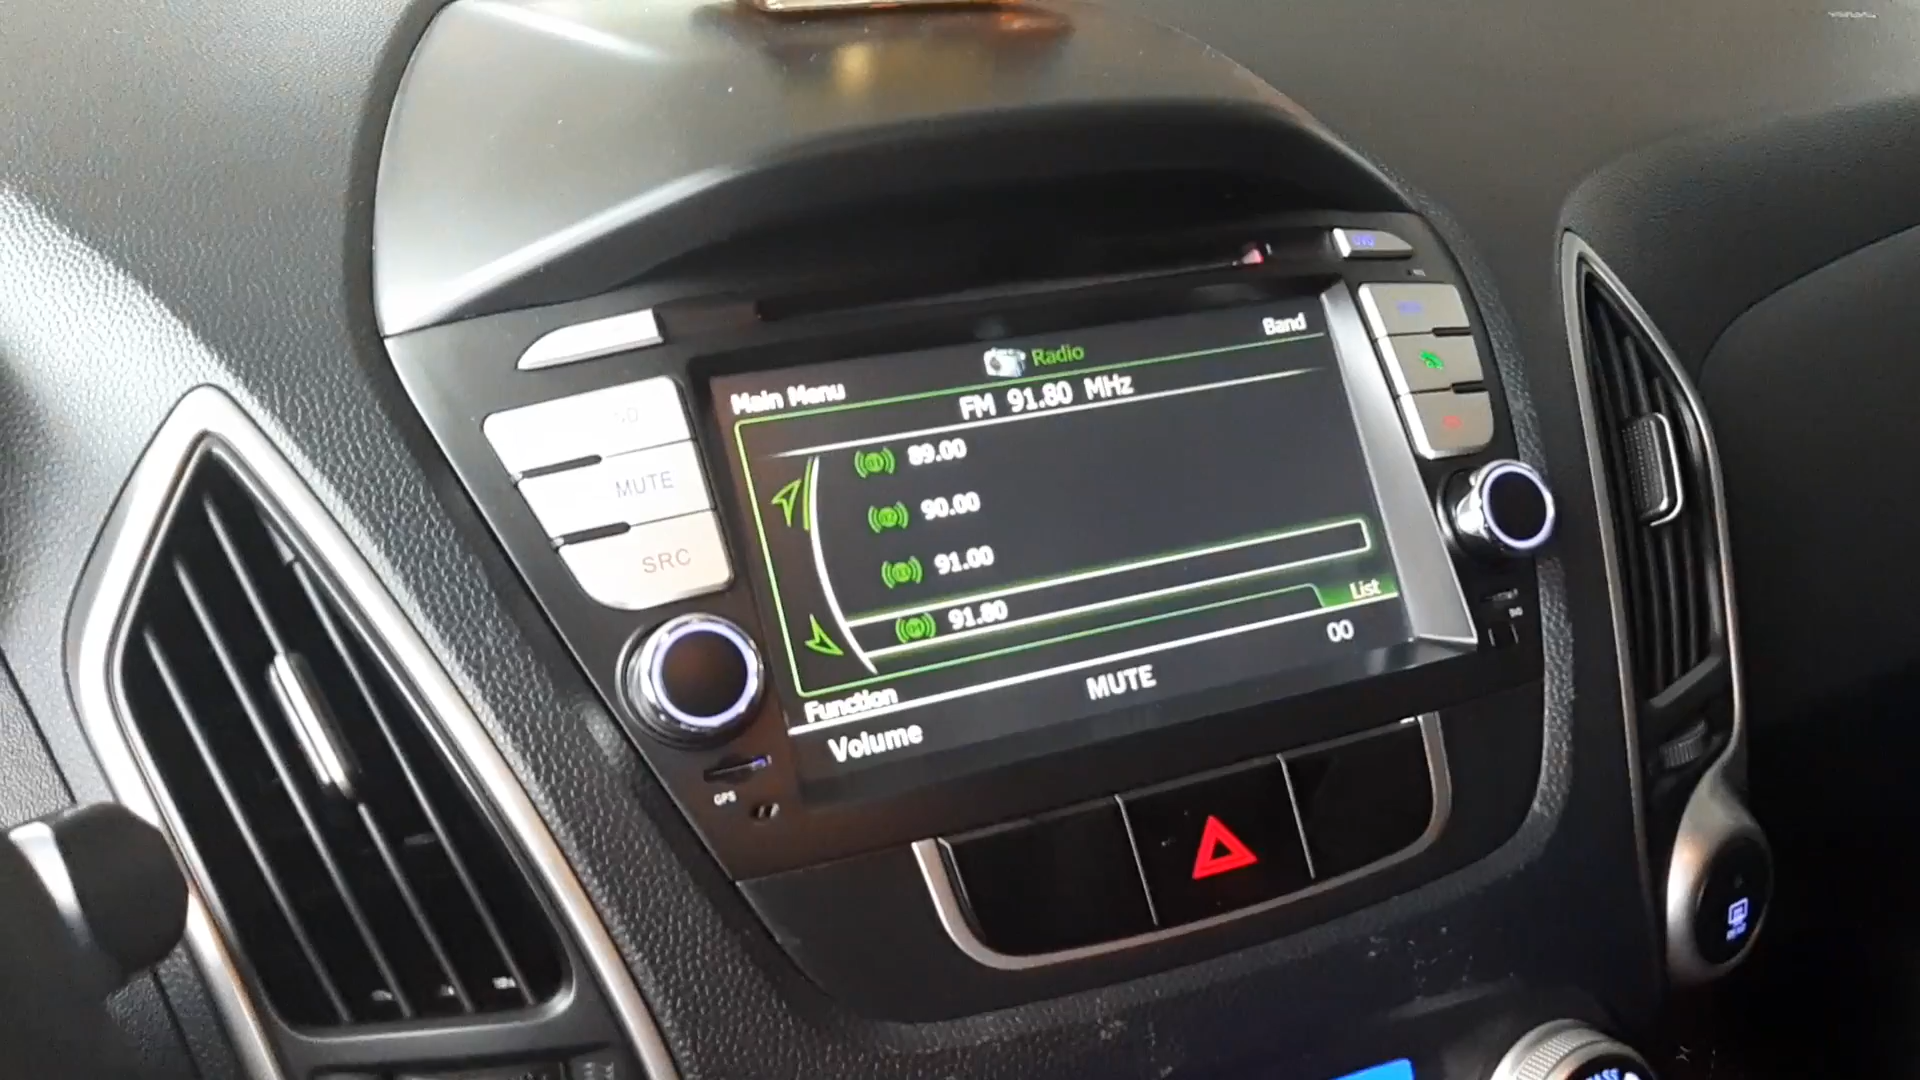 Band
Radio
Main Menu
FM 91.80 MHz
89.00
90.00
91.00
91.80
List
Function
Volume
MUTE
00
MUTE
SRC
GPS